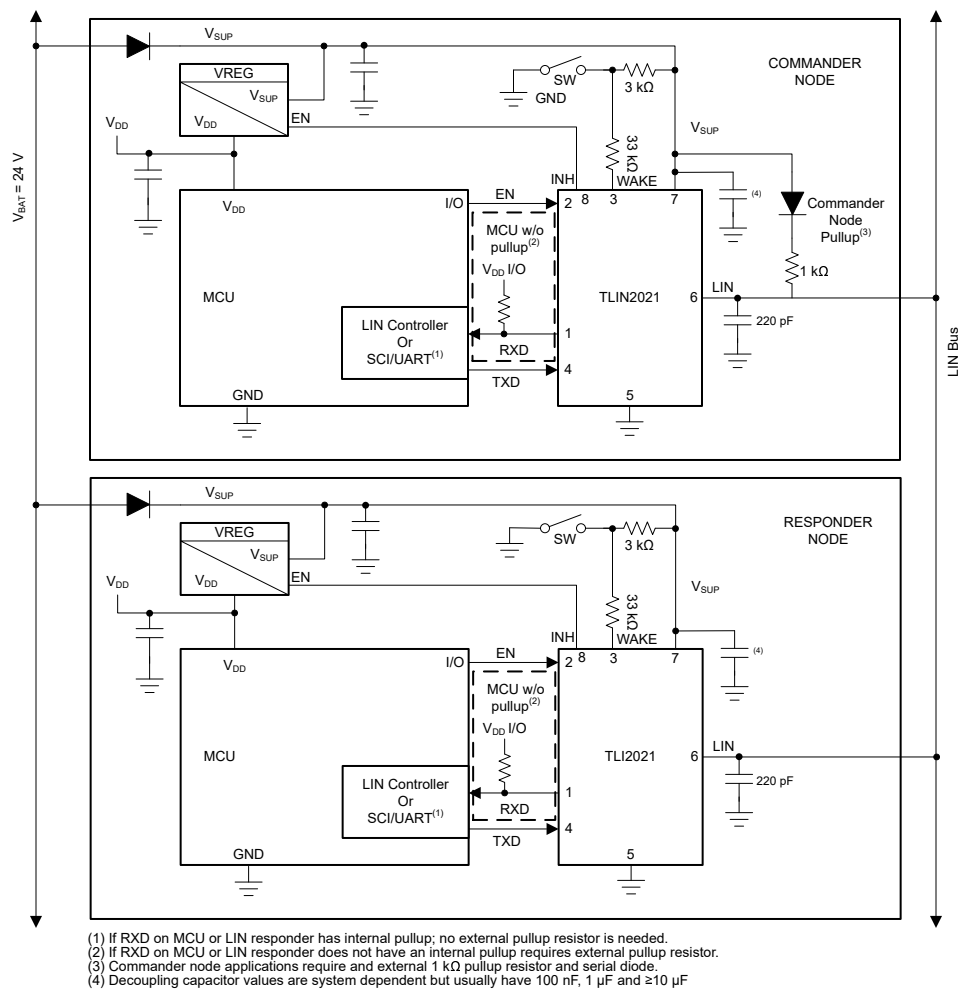 V_BAT = 24 V
V_SUP
COMMANDER
NODE
VREG
V_SUP
V_DD
EN
V_DD
SW
GND
3 kΩ
33
kΩ
V_SUP
INH
WAKE
V_DD
I/O
EN
2
8
3
7
(4)
Commander
Node
Pullup(3)
MCU w/o
pullup(2)
V_DD I/O
1 kΩ
MCU
TLIN2021
6
LIN
220 pF
LIN Controller
Or
SCI/UART(1)
1
RXD
4
TXD
GND
5
LIN Bus
V_SUP
RESPONDER
NODE
VREG
V_SUP
V_DD
EN
V_DD
SW
3 kΩ
33
kΩ
V_SUP
INH
WAKE
V_DD
I/O
EN
2
8
3
7
(4)
MCU w/o
pullup(2)
V_DD I/O
MCU
TLI2021
6
LIN
220 pF
LIN Controller
Or
SCI/UART(1)
1
RXD
4
TXD
GND
5
(1) If RXD on MCU or LIN responder has internal pullup; no external pullup resistor is needed.
(2) If RXD on MCU or LIN responder does not have an internal pullup requires external pullup resistor.
(3) Commander node applications require and external 1 kΩ pullup resistor and serial diode.
(4) Decoupling capacitor values are system dependent but usually have 100 nF, 1 µF and ≥10 µF